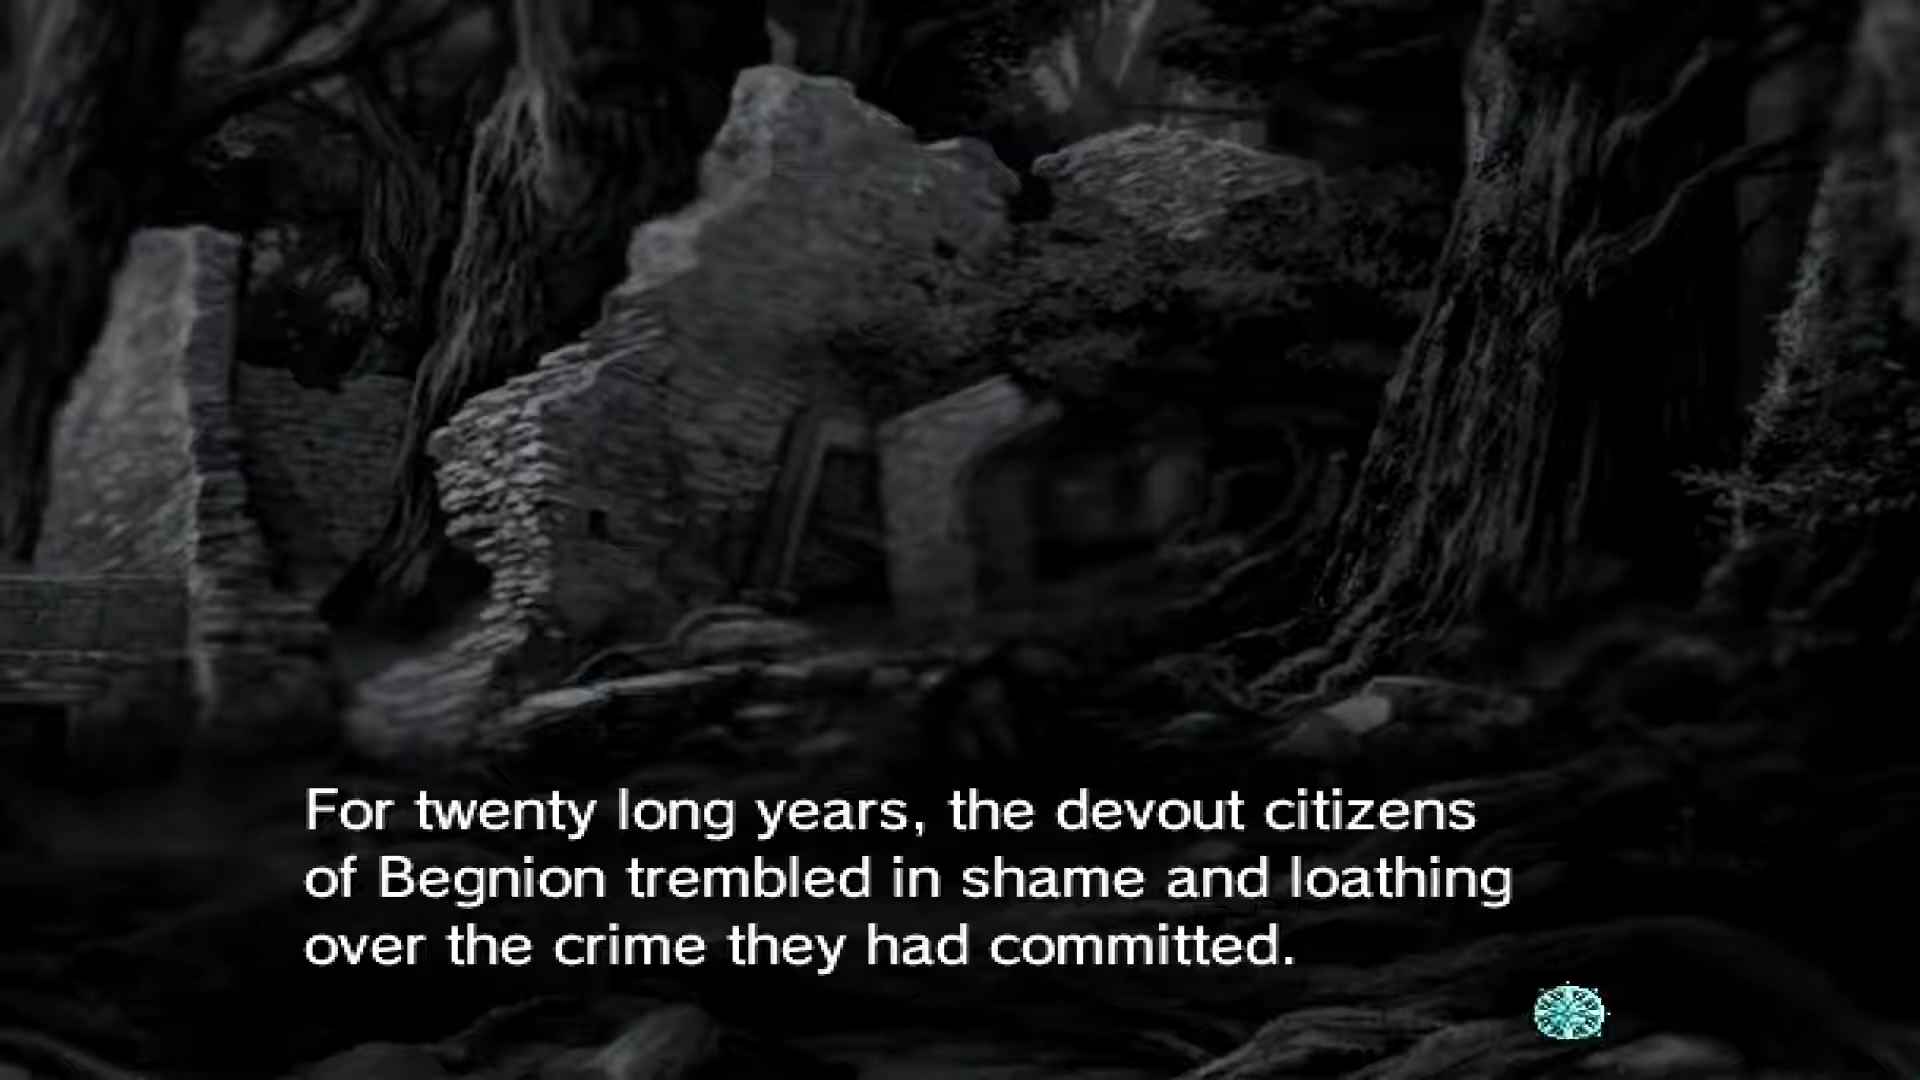 For twenty long years, the devout citizens
of Begnion trembled in shame and loathing
over the crime they had committed.